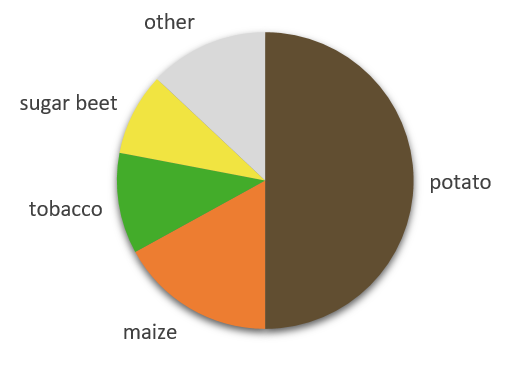 other
sugar beet
potato
tobacco
maize